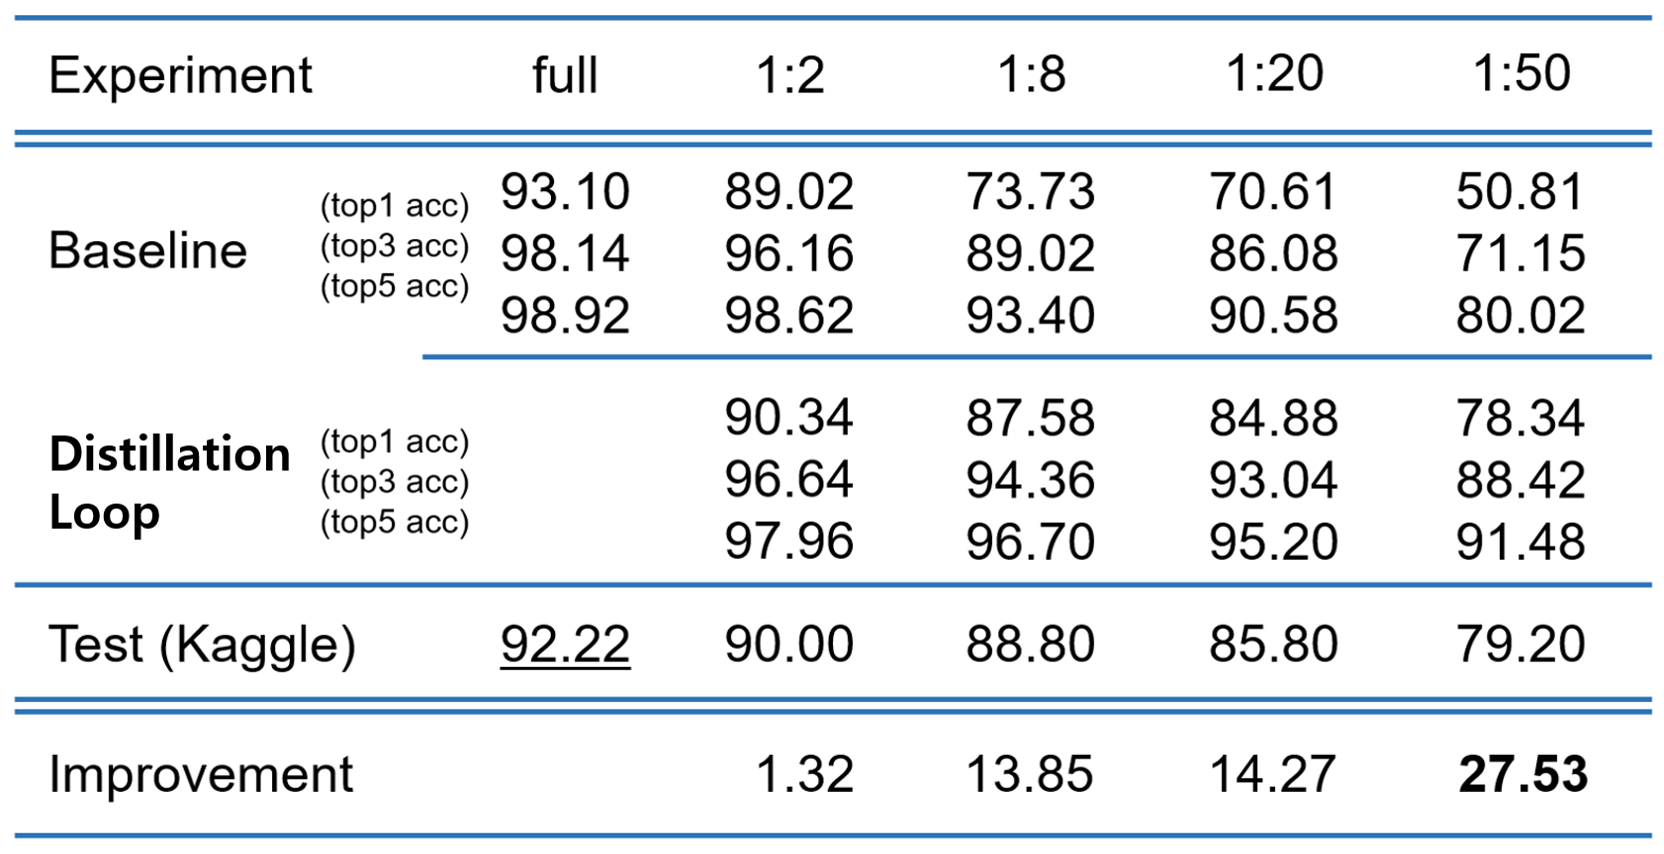 Experiment full 1:2 1:8 1:20 1:50
(top1 acc) 93.10 89.02 73.73 70.61 50.81
Baseline (top3 acc) 98.14 96.16 89.02 86.08 71.15
(top5 acc) 98.92 98.62 93.40 90.58 80.02
(top1 acc) 90.34 87.58 84.88 78.34
Distillation (top3 acc) 96.64 94.36 93.04 88.42
Loop (top5 acc) 97.96 96.70 95.20 91.48
Test (Kaggle) 92.22 90.00 88.80 85.80 79.20
Improvement 1.32 13.85 14.27 27.53